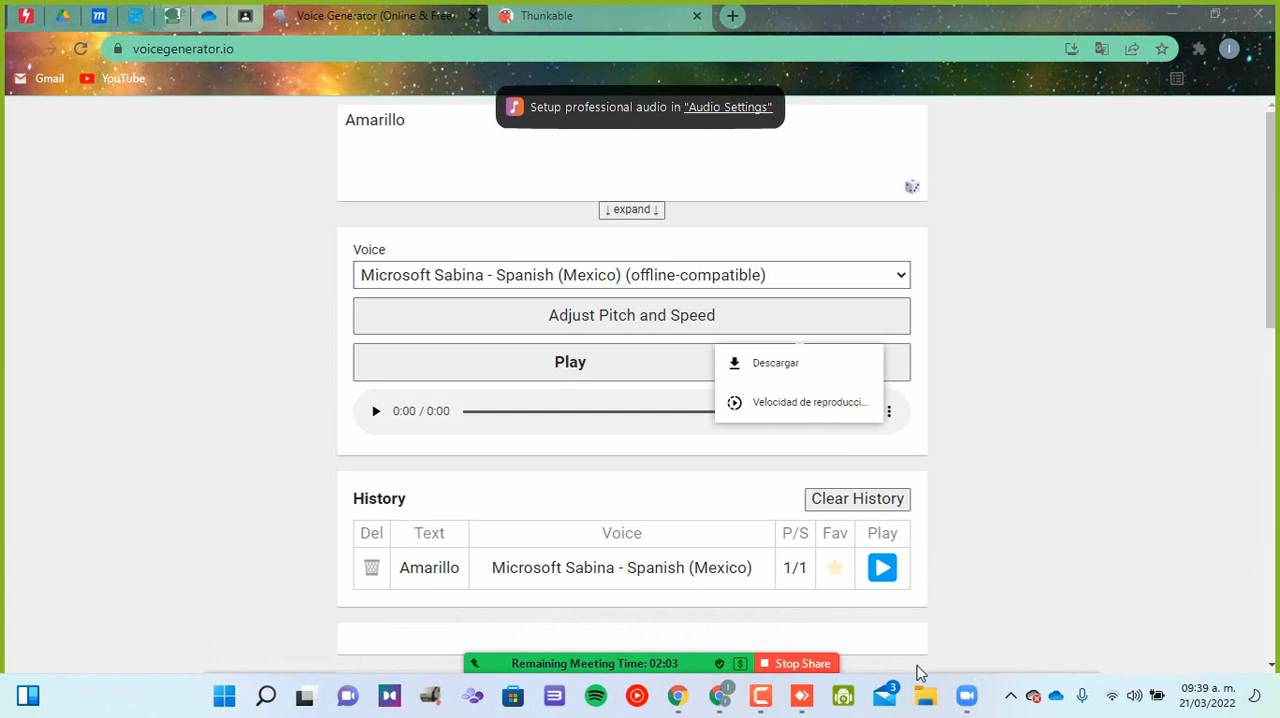 Voice Generator (Online & Free
Thunkable
voicegenerator.io
Gmail
YouTube
Setup professional audio in "Audio Settings"
Amarillo
↓ expand ↓
Voice
Microsoft Sabina - Spanish (Mexico) (offline-compatible)
Adjust Pitch and Speed
Play
Descargar
Velocidad de reproducci...
0:00 / 0:00
History
Clear History
Del Text Voice P/S Fav Play
Amarillo Microsoft Sabina - Spanish (Mexico) 1/1
Remaining Meeting Time: 02:03
Stop Share
3
09:39 a. m.
21/03/2022